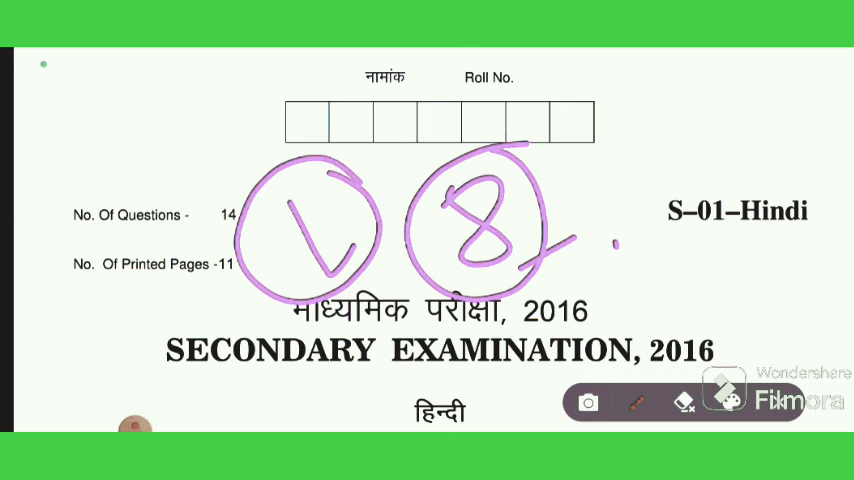 नामांक Roll No.
No. Of Questions - 14
S–01–Hindi
8
No. Of Printed Pages -11
माध्यमिक परीक्षा, 2016
SECONDARY EXAMINATION, 2016
हिन्दी
Wondershare
Filmora